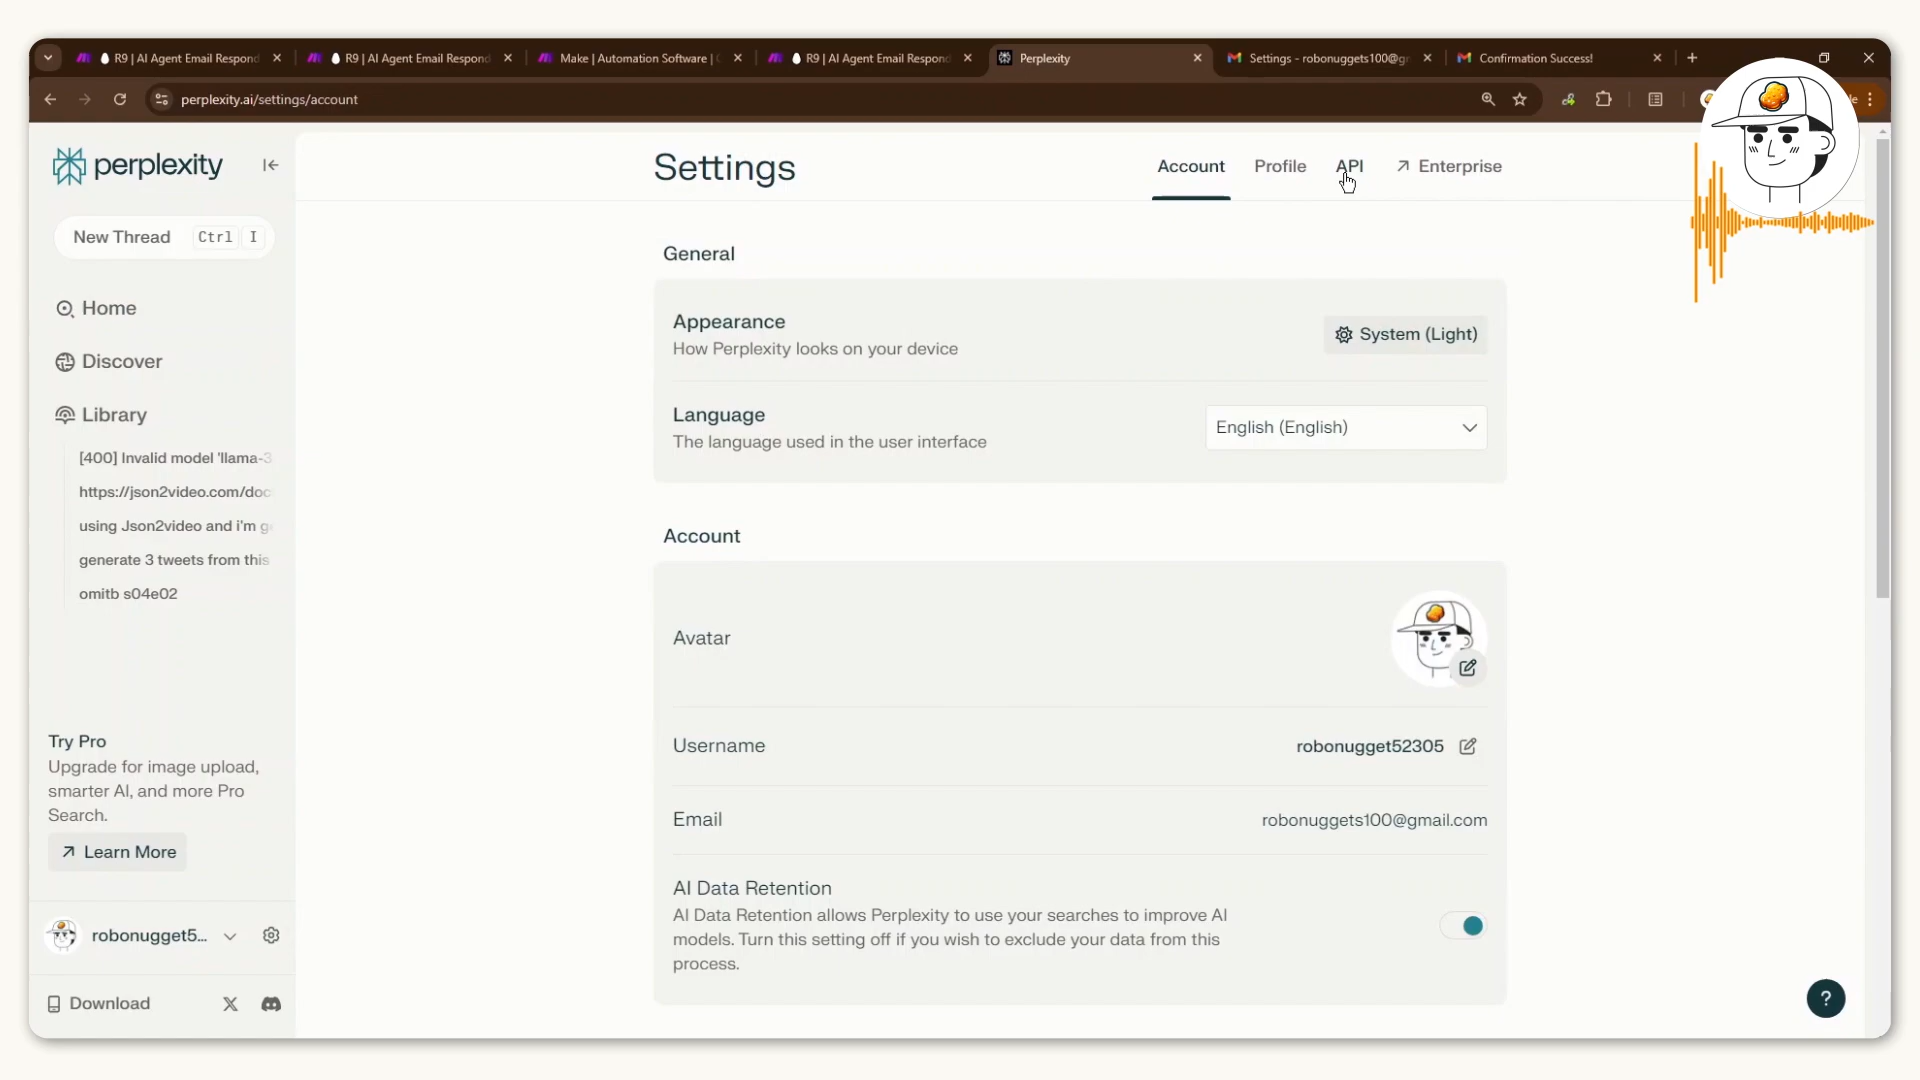 R9 | AI Agent Email Respond
R9 | AI Agent Email Respond
Make | Automation Software |
R9 | AI Agent Email Respond
Perplexity
Settings - robonuggets100@g
Confirmation Success!
perplexity.ai/settings/account
perplexity
New Thread
Ctrl
I
Home
Discover
Library
[400] Invalid model 'llama-3
https://json2video.com/doc
using Json2video and i'm g
generate 3 tweets from this
omitb s04e02
Try Pro
Upgrade for image upload,
smarter AI, and more Pro
Search.
Learn More
robonugget5...
Download
Settings
Account
Profile
API
Enterprise
General
Appearance
How Perplexity looks on your device
System (Light)
Language
The language used in the user interface
English (English)
Account
Avatar
Username
robonugget52305
Email
robonuggets100@gmail.com
AI Data Retention
AI Data Retention allows Perplexity to use your searches to improve AI
models. Turn this setting off if you wish to exclude your data from this
process.
?